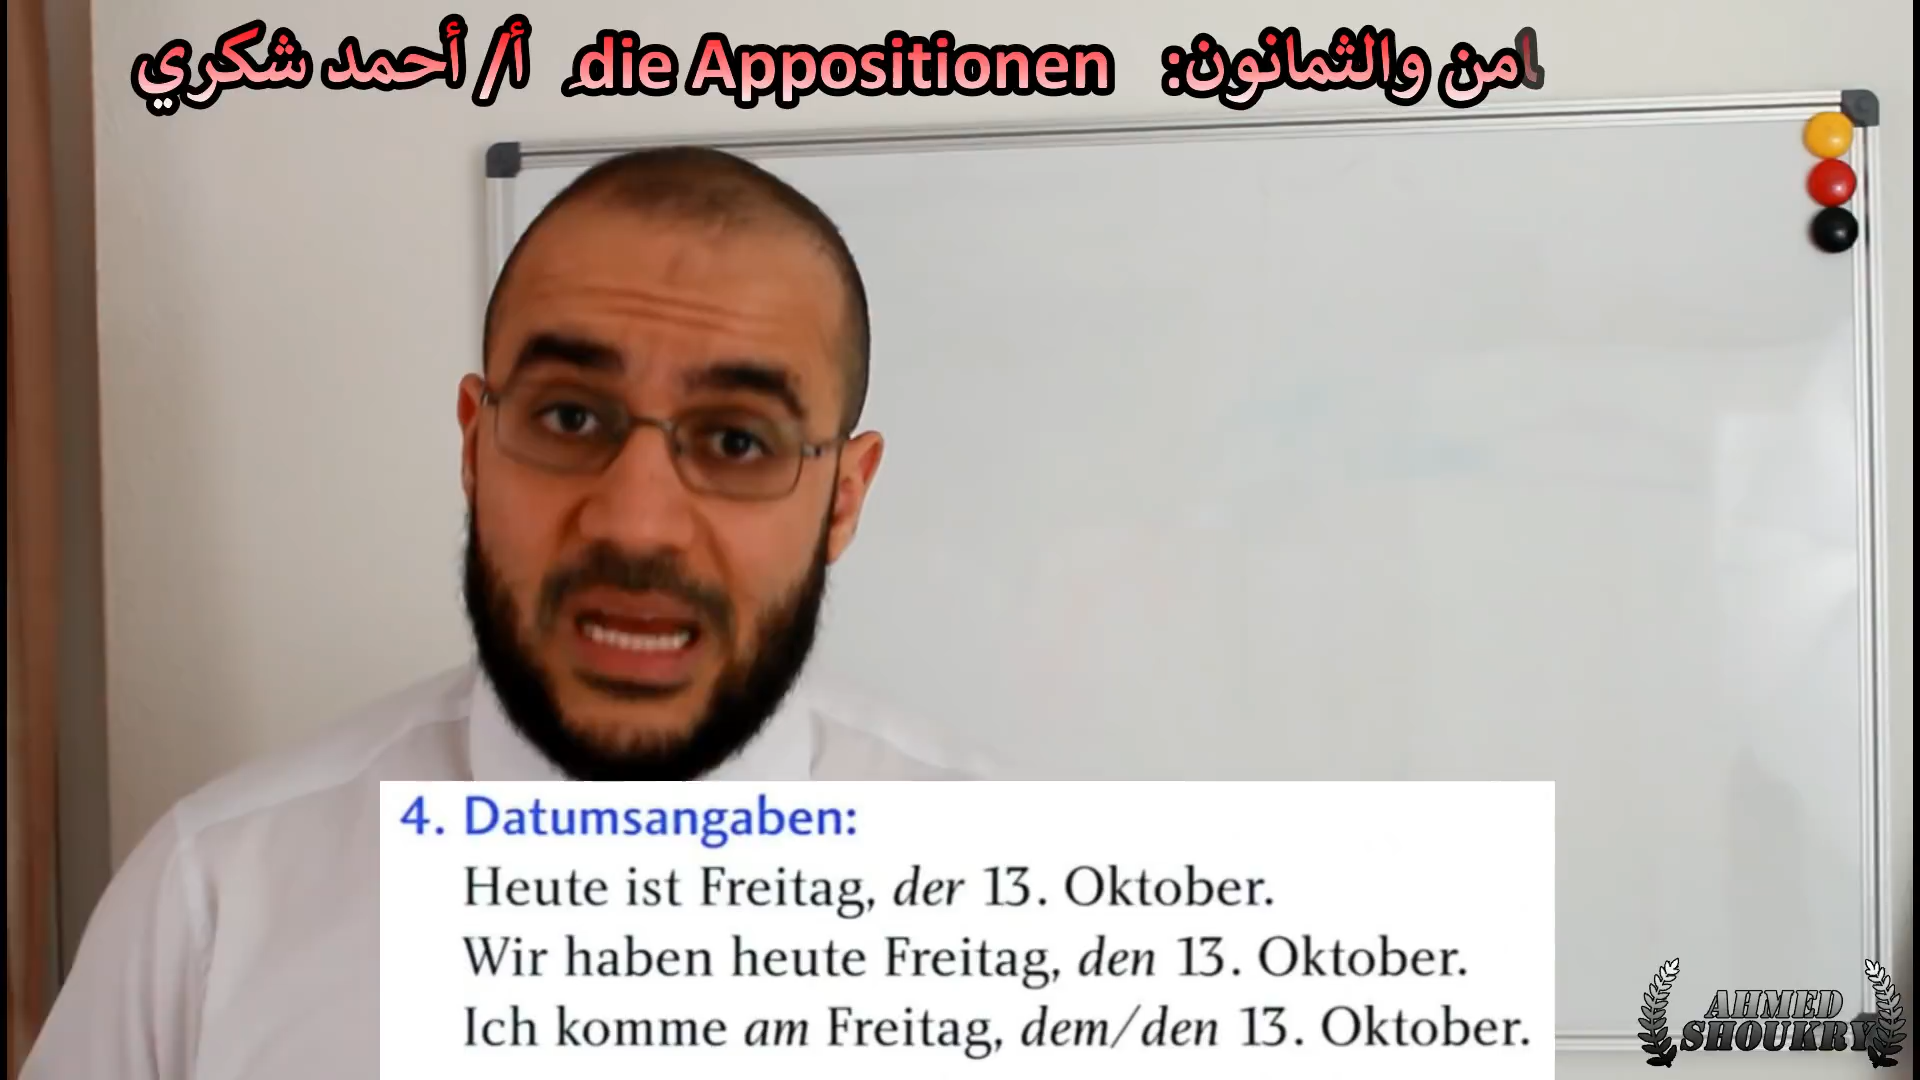 امن والثمانون: die Appositionen أ/ أحمد شكري
4. Datumsangaben:
Heute ist Freitag, der 13. Oktober.
Wir haben heute Freitag, den 13. Oktober.
Ich komme am Freitag, dem/den 13. Oktober.
AHMED
SHOUKRY